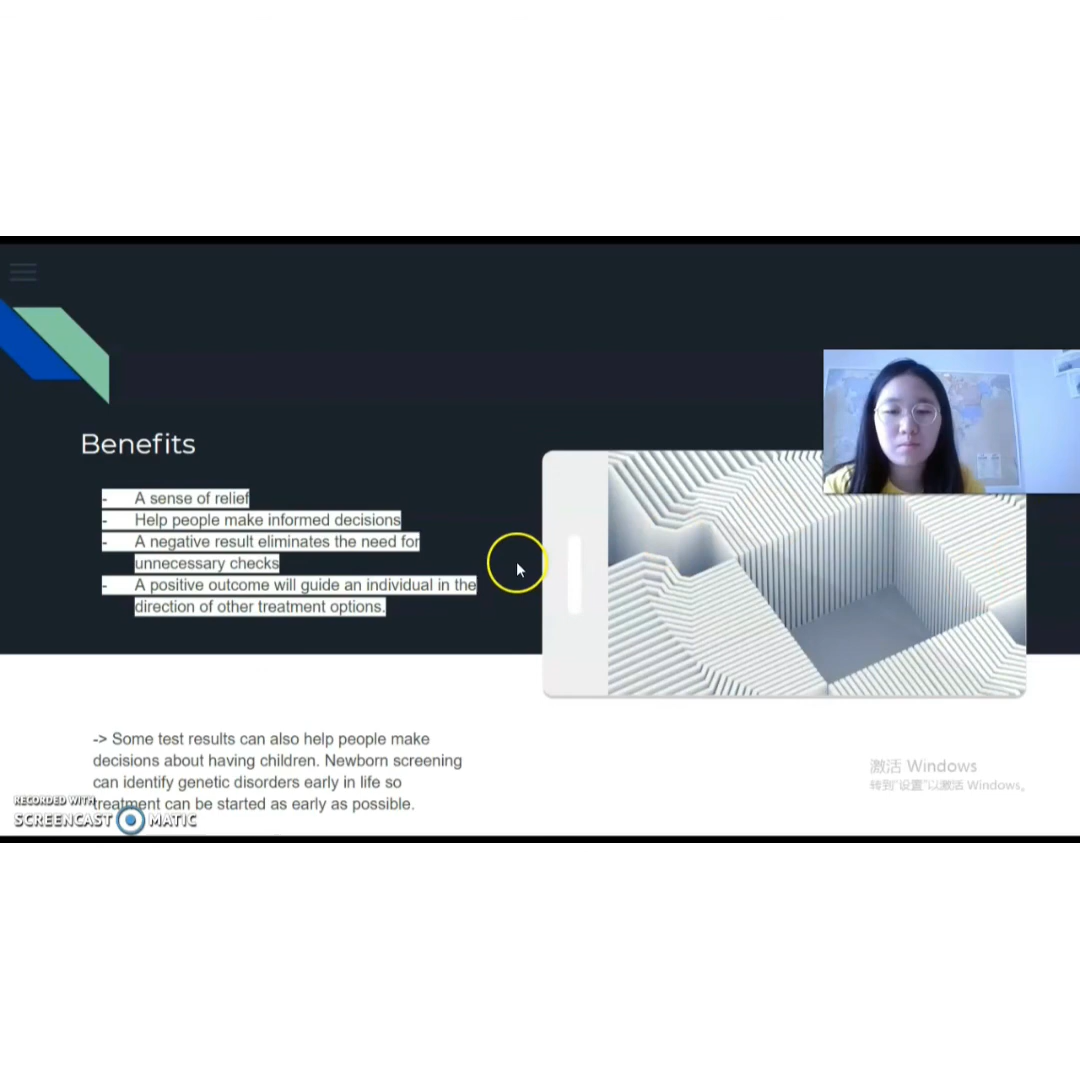 Benefits
- A sense of relief
- Help people make informed decisions
- A negative result eliminates the need for
unnecessary checks
- A positive outcome will guide an individual in the
direction of other treatment options.
-> Some test results can also help people make
decisions about having children. Newborn screening
can identify genetic disorders early in life so
treatment can be started as early as possible.
激活 Windows
转到"设置"以激活 Windows。
RECORDED WITH
SCREENCAST MATIC